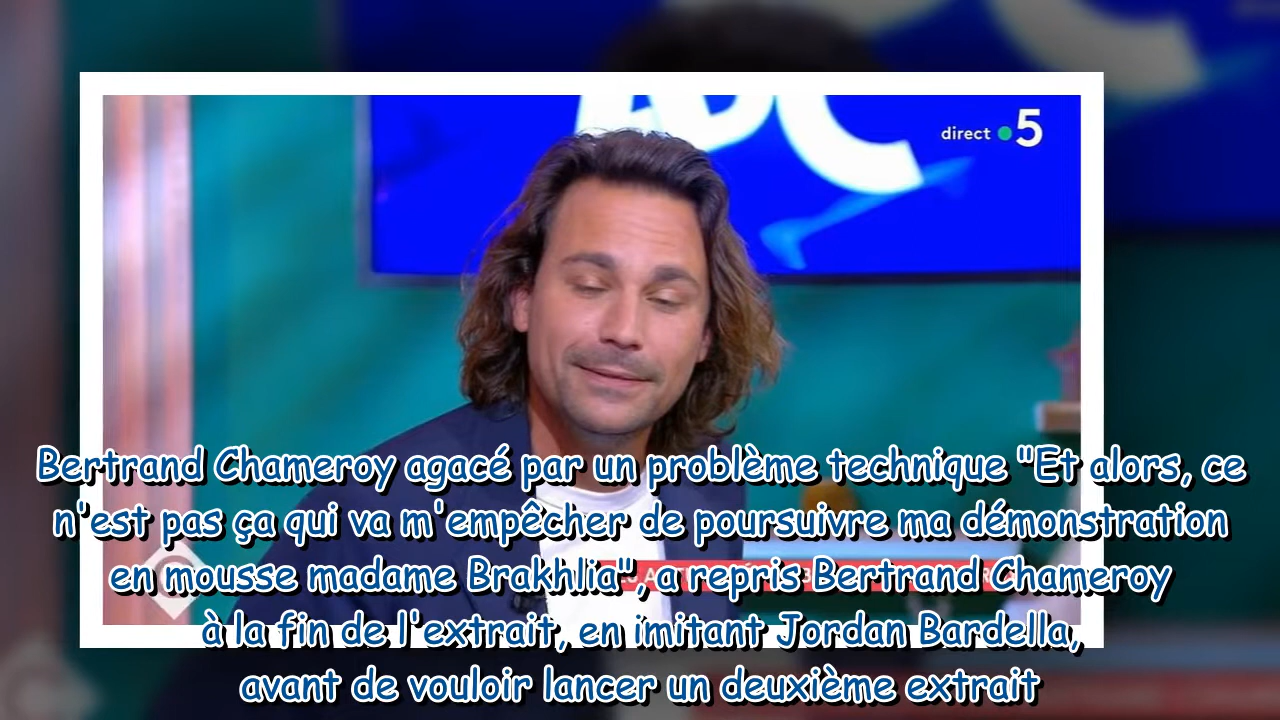 ABC
direct 5
Bertrand Chameroy agacé par un problème technique "Et alors, ce
n'est pas ça qui va m'empêcher de poursuivre ma démonstration
en mousse madame Brakhlia", a repris Bertrand Chameroy
à la fin de l'extrait, en imitant Jordan Bardella,
avant de vouloir lancer un deuxième extrait